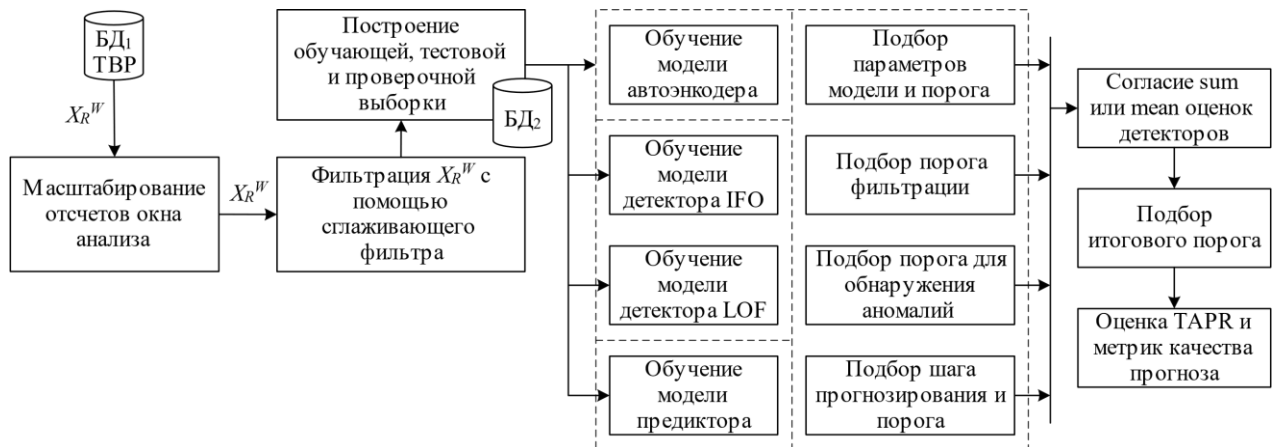 БД₁
ТВР
X_R^W
Масштабирование
отсчетов окна
анализа
X_R^W
Построение
обучающей, тестовой
и проверочной
выборки
БД₂
Фильтрация X_R^W с
помощью
сглаживающего
фильтра
Обучение
модели
автоэнкодера
Обучение
модели
детектора IFO
Обучение
модели
детектора LOF
Обучение
модели
предиктора
Подбор
параметров
модели и порога
Подбор порога
фильтрации
Подбор порога для
обнаружения
аномалий
Подбор шага
прогнозирования и
порога
Согласие sum
или mean оценок
детекторов
Подбор
итогового порога
Оценка TAPR и
метрик качества
прогноза